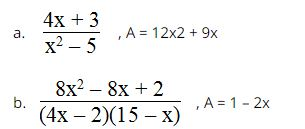 a. 4x + 3 / x² – 5 , A = 12x2 + 9x
b. 8x² – 8x + 2 / (4x – 2)(15 – x) , A = 1 – 2x